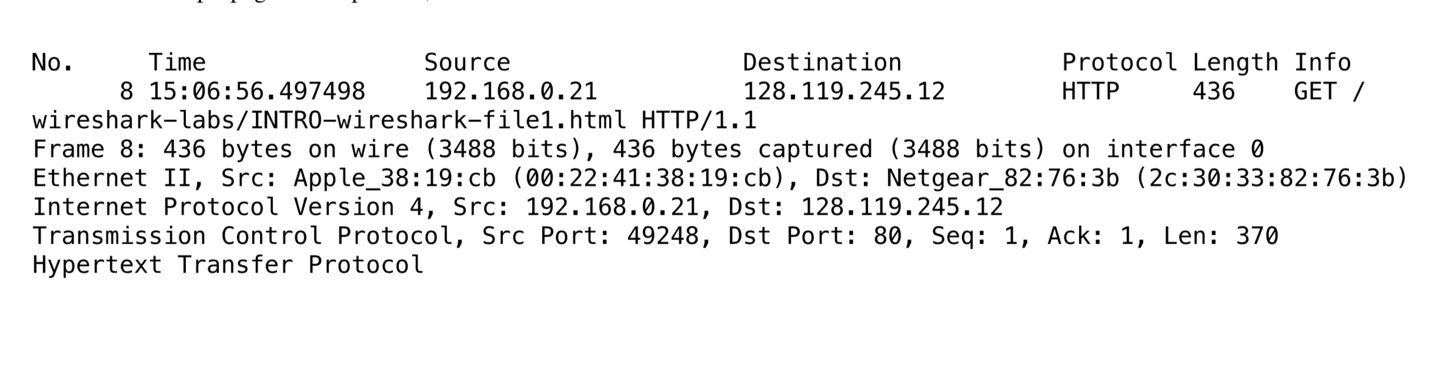 No. Time Source Destination Protocol Length Info
8 15:06:56.497498 192.168.0.21 128.119.245.12 HTTP 436 GET /
wireshark-labs/INTRO-wireshark-file1.html HTTP/1.1
Frame 8: 436 bytes on wire (3488 bits), 436 bytes captured (3488 bits) on interface 0
Ethernet II, Src: Apple_38:19:cb (00:22:41:38:19:cb), Dst: Netgear_82:76:3b (2c:30:33:82:76:3b)
Internet Protocol Version 4, Src: 192.168.0.21, Dst: 128.119.245.12
Transmission Control Protocol, Src Port: 49248, Dst Port: 80, Seq: 1, Ack: 1, Len: 370
Hypertext Transfer Protocol